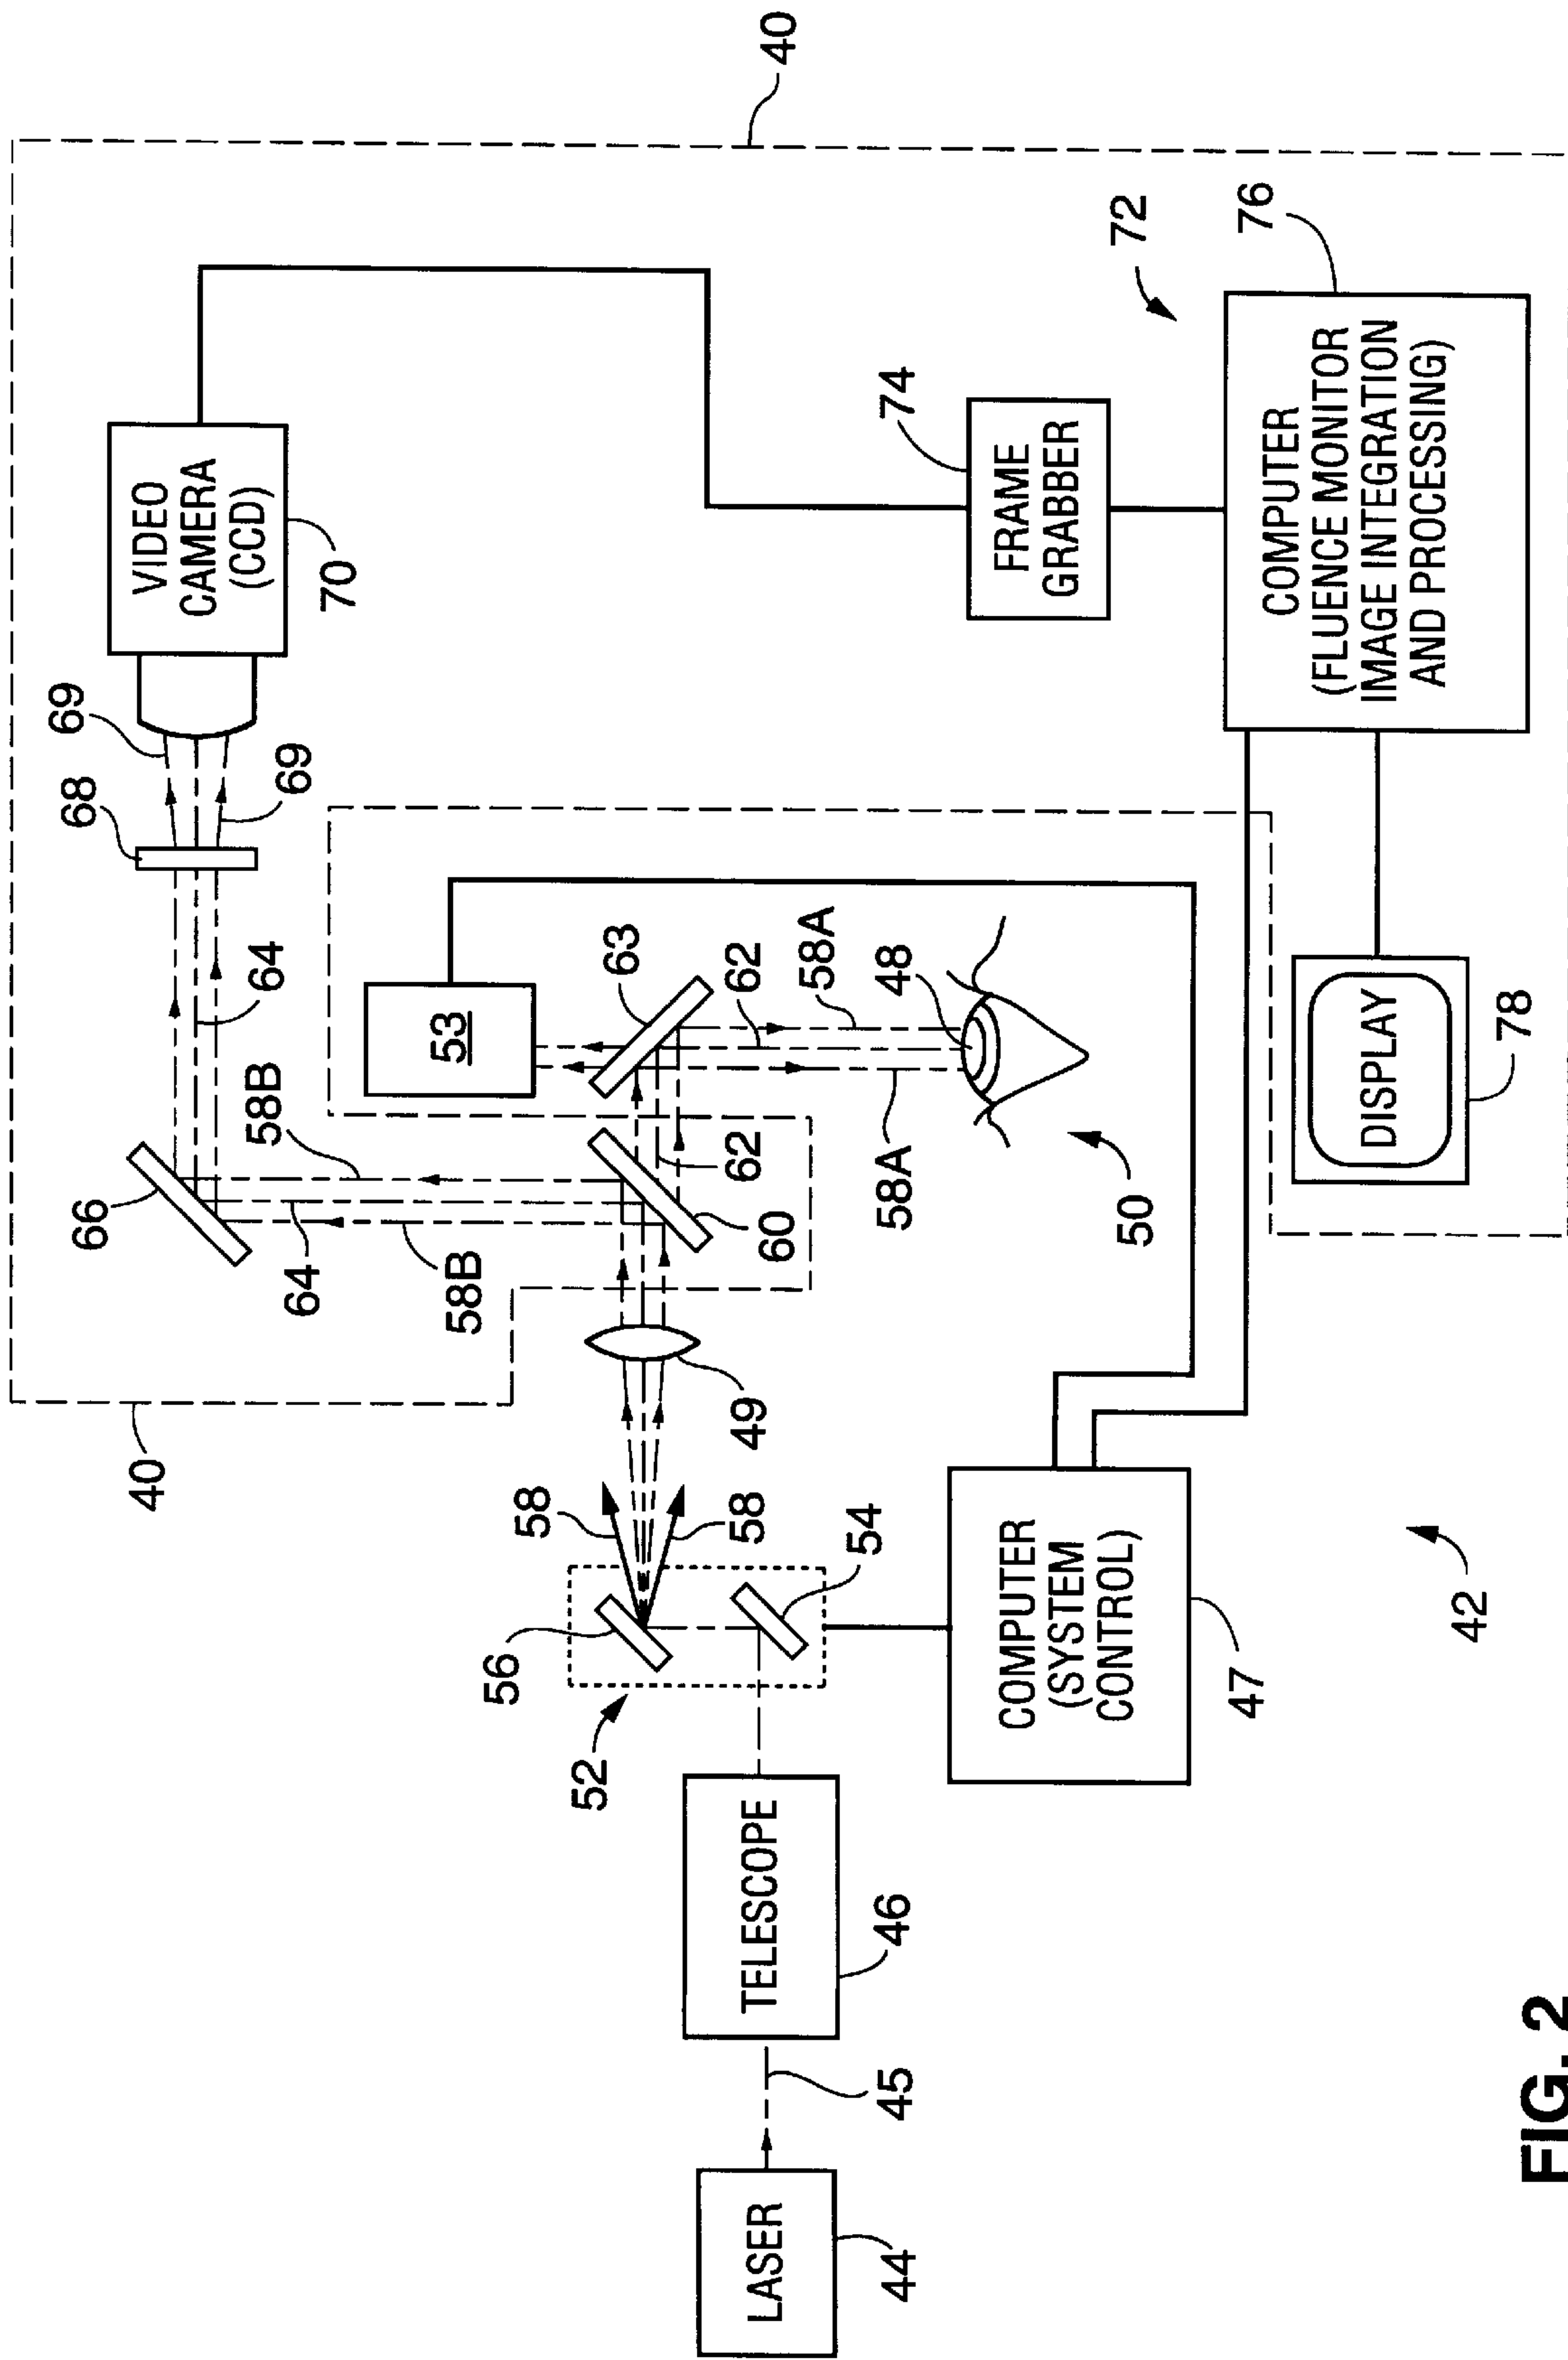 40
40
VIDEO
CAMERA
(CCD)
70
69
69
68
64
66
58B
64
58B
53
63
62
58A
48
62
58A
50
60
49
58
58
56
54
52
TELESCOPE
46
45
LASER
44
COMPUTER
(SYSTEM
CONTROL)
47
42
72
74
FRAME
GRABBER
76
COMPUTER
(FLUENCE MONITOR
IMAGE INTEGRATION
AND PROCESSING)
DISPLAY
78
FIG. 2